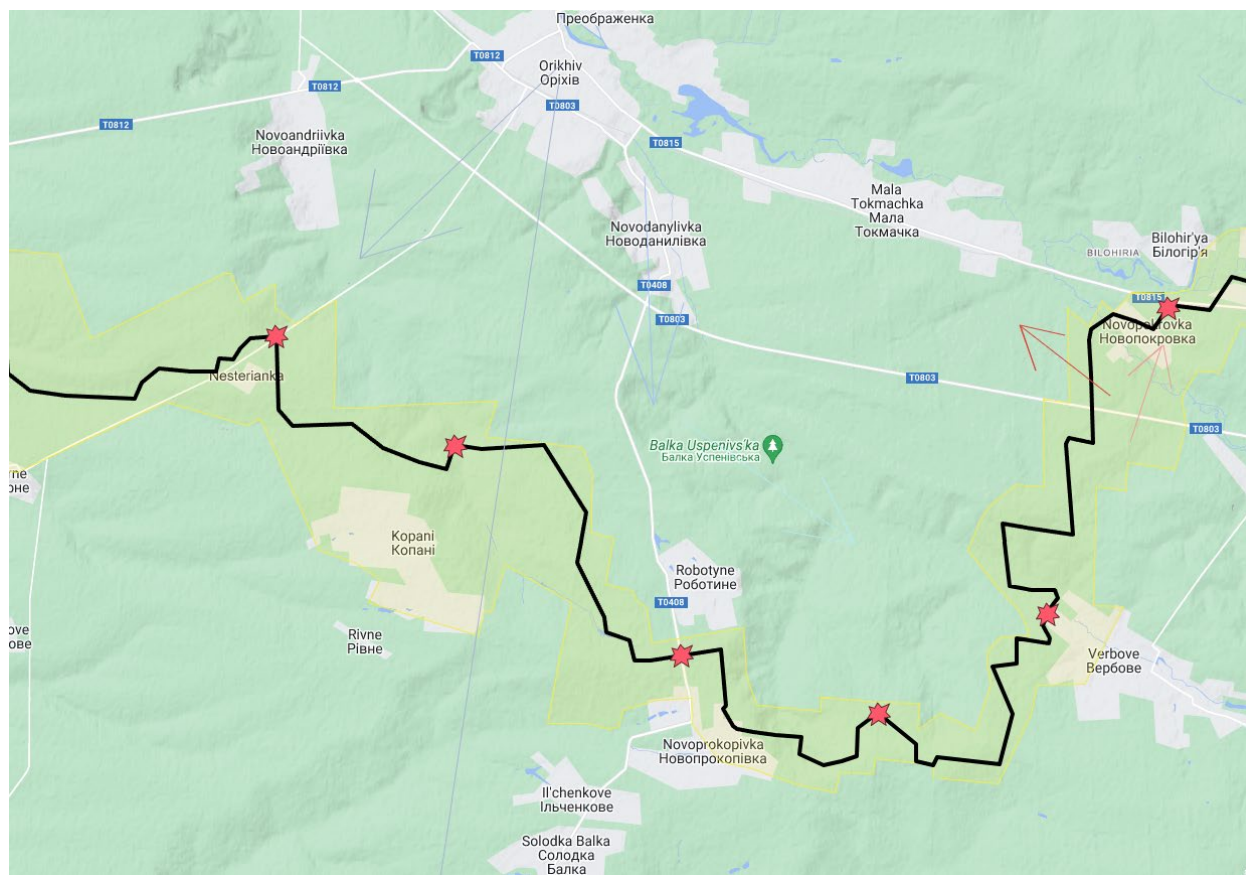 Преображенка
T0812
Orikhiv
Оріхів
T0812
T0803
T0812
Novoandriivka
Новоандріївка
T0815
Mala
Tokmachka
Мала
Токмачка
Novodanylivka
Новоданилівка
Bilohir'ya
Білогір'я
BILOHIRIA
T0408
T0815
T0803
Novopokrovka
Новопокровка
Nesterianka
T0803
T0803
Balka Uspenivs'ka
Балка Успенівська
Kopani
Копані
Robotyne
Роботине
T0408
Rivne
Рівне
Verbove
Вербове
Novoprokopivka
Новопрокопівка
Il'chenkove
Ільченкове
Solodka Balka
Солодка
Балка